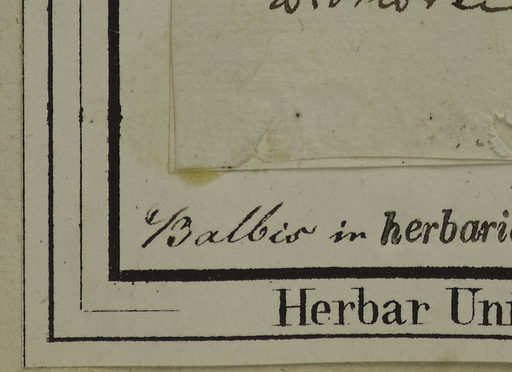 Balbis in herbari
Herbar Un